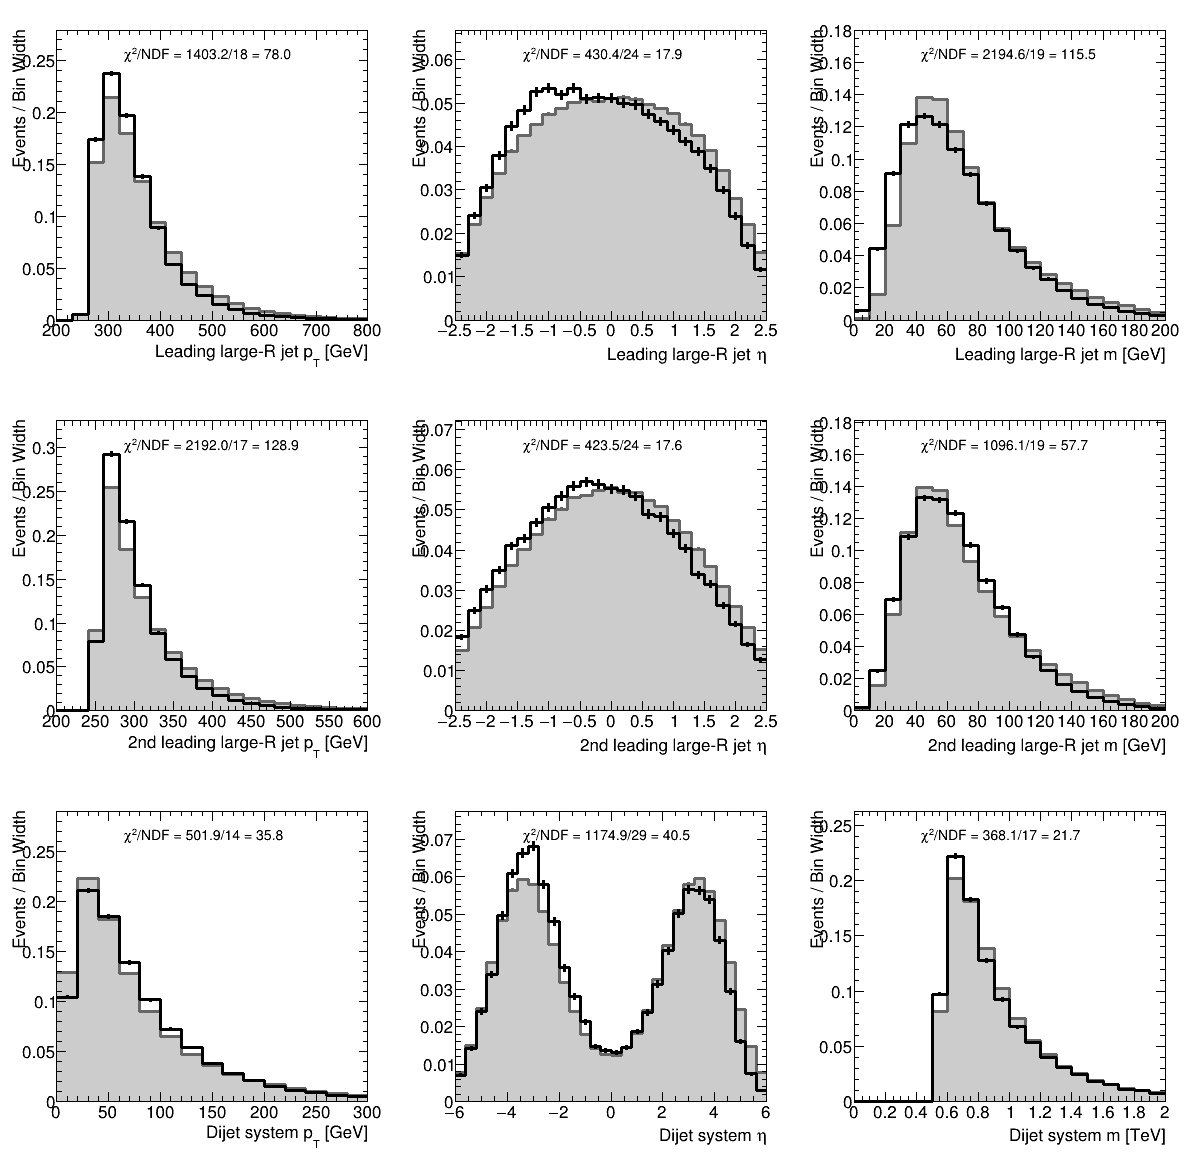 Events / Bin Width
χ²/NDF = 1403.2/18 = 78.0
0.25
0.2
0.15
0.1
0.05
0
200 300 400 500 600 700 800
Leading large-R jet p_T [GeV]
Events / Bin Width
χ²/NDF = 430.4/24 = 17.9
0.06
0.05
0.04
0.03
0.02
0.01
0
−2.5 −2 −1.5 −1 −0.5 0 0.5 1 1.5 2 2.5
Leading large-R jet η
Events / Bin Width
χ²/NDF = 2194.6/19 = 115.5
0.18
0.16
0.14
0.12
0.1
0.08
0.06
0.04
0.02
0
0 20 40 60 80 100 120 140 160 180 200
Leading large-R jet m [GeV]
Events / Bin Width
χ²/NDF = 2192.0/17 = 128.9
0.3
0.25
0.2
0.15
0.1
0.05
0
200 250 300 350 400 450 500 550 600
2nd leading large-R jet p_T [GeV]
Events / Bin Width
χ²/NDF = 423.5/24 = 17.6
0.07
0.06
0.05
0.04
0.03
0.02
0.01
0
−2.5 −2 −1.5 −1 −0.5 0 0.5 1 1.5 2 2.5
2nd leading large-R jet η
Events / Bin Width
χ²/NDF = 1096.1/19 = 57.7
0.18
0.16
0.14
0.12
0.1
0.08
0.06
0.04
0.02
0
0 20 40 60 80 100 120 140 160 180 200
2nd leading large-R jet m [GeV]
Events / Bin Width
χ²/NDF = 501.9/14 = 35.8
0.25
0.2
0.15
0.1
0.05
0
0 50 100 150 200 250 300
Dijet system p_T [GeV]
Events / Bin Width
χ²/NDF = 1174.9/29 = 40.5
0.07
0.06
0.05
0.04
0.03
0.02
0.01
0
−6 −4 −2 0 2 4 6
Dijet system η
Events / Bin Width
χ²/NDF = 368.1/17 = 21.7
0.25
0.2
0.15
0.1
0.05
0
0 0.2 0.4 0.6 0.8 1 1.2 1.4 1.6 1.8 2
Dijet system m [TeV]